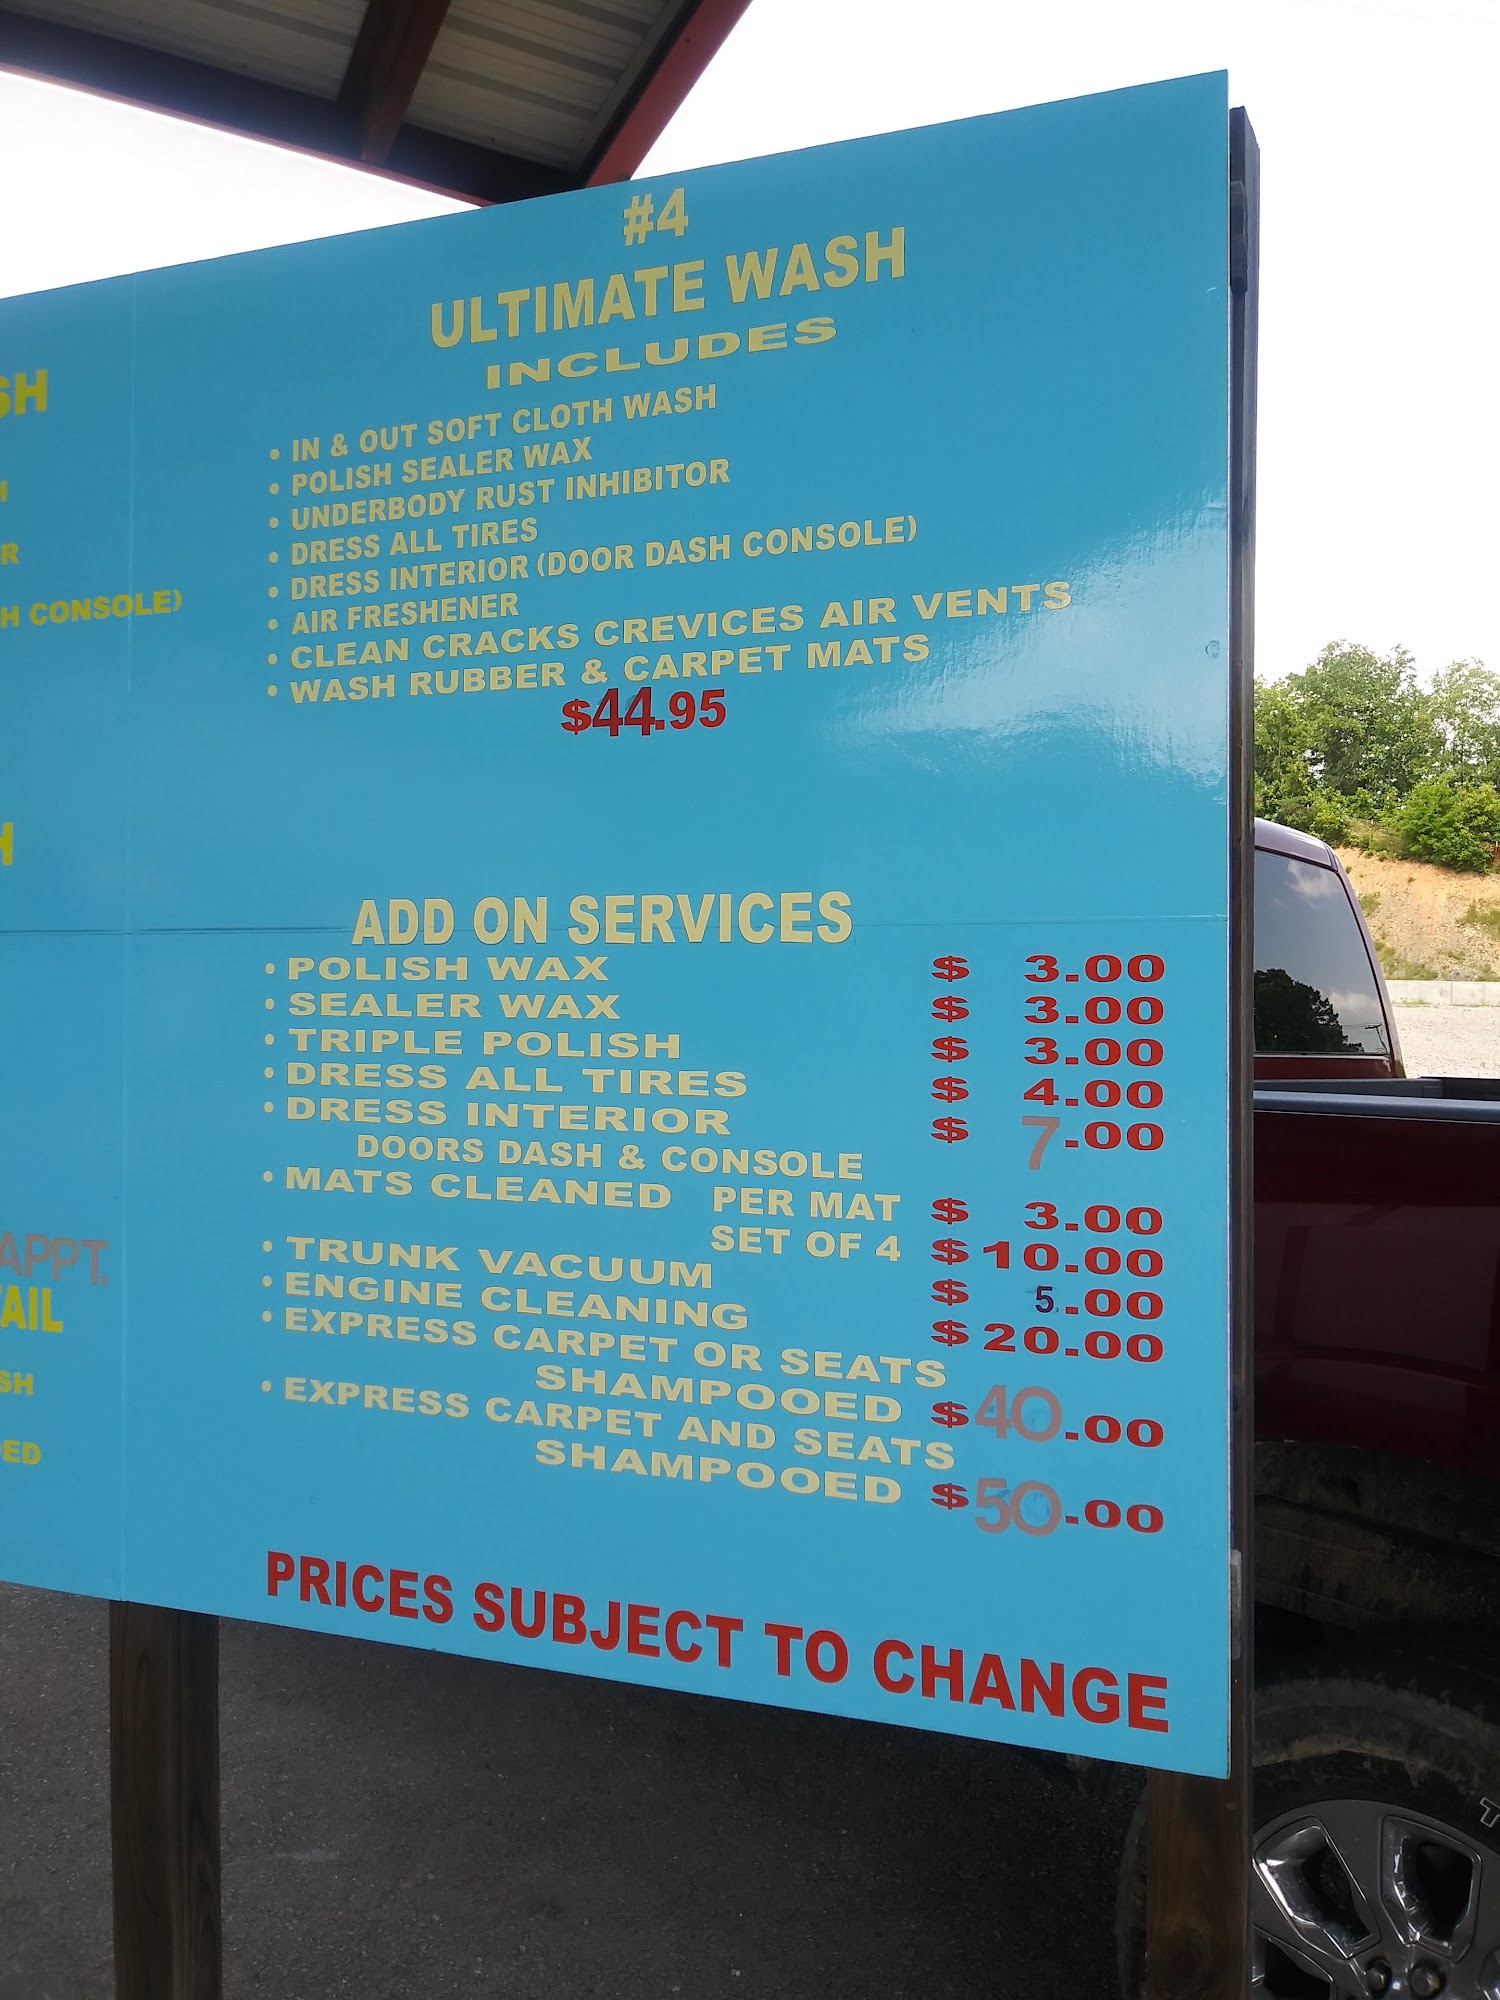 #4
ULTIMATE WASH
INCLUDES
• IN & OUT SOFT CLOTH WASH
• POLISH SEALER WAX
• UNDERBODY RUST INHIBITOR
• DRESS ALL TIRES
• DRESS INTERIOR (DOOR DASH CONSOLE)
• AIR FRESHENER
• CLEAN CRACKS CREVICES AIR VENTS
• WASH RUBBER & CARPET MATS
$44.95
H CONSOLE)
APPT.
ADD ON SERVICES
• POLISH WAX $ 3.00
• SEALER WAX $ 3.00
• TRIPLE POLISH $ 3.00
• DRESS ALL TIRES $ 4.00
• DRESS INTERIOR $ 7.00
DOORS DASH & CONSOLE
• MATS CLEANED PER MAT $ 3.00
SET OF 4 $10.00
• TRUNK VACUUM $ 5.00
• ENGINE CLEANING $20.00
• EXPRESS CARPET OR SEATS
SHAMPOOED $40.00
• EXPRESS CARPET AND SEATS
SHAMPOOED $50.00
PRICES SUBJECT TO CHANGE